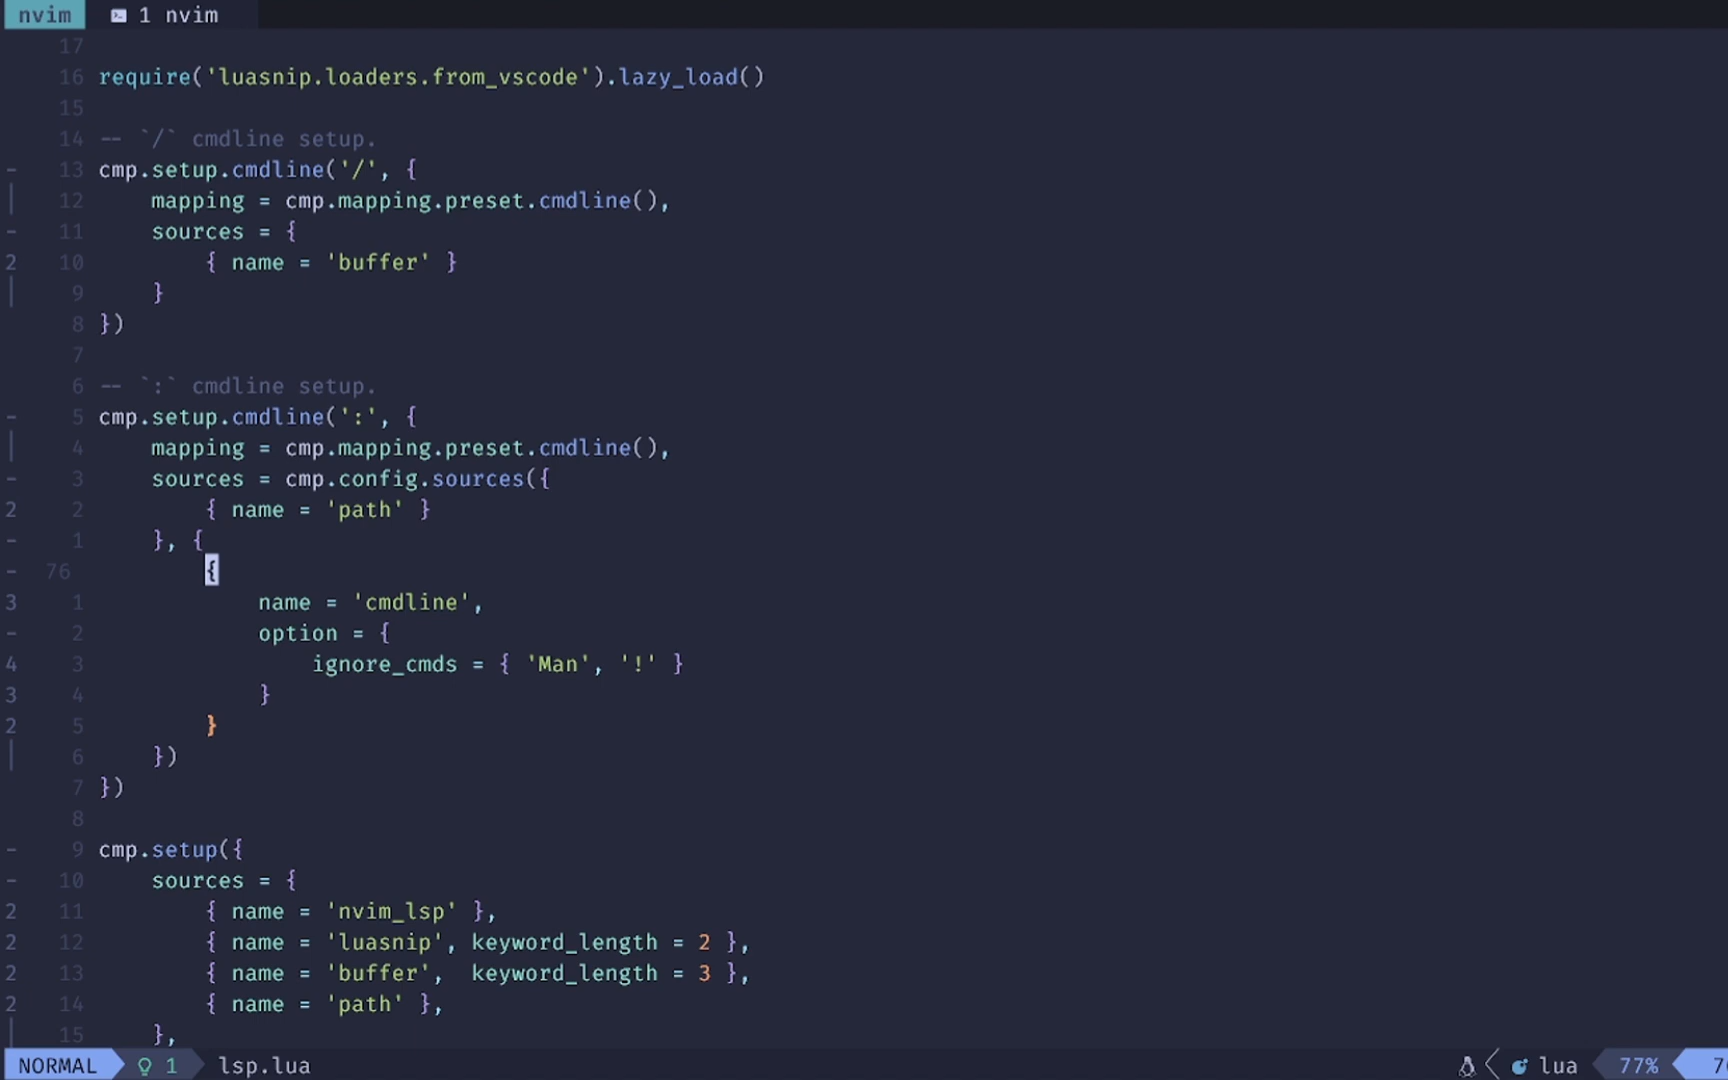 nvim 1 nvim
17
16 require('luasnip.loaders.from_vscode').lazy_load()
15
14 -- `/` cmdline setup.
- 13 cmp.setup.cmdline('/', {
│ 12     mapping = cmp.mapping.preset.cmdline(),
- 11     sources = {
2 10         { name = 'buffer' }
│ 9     }
8 })
7
6 -- `:` cmdline setup.
- 5 cmp.setup.cmdline(':', {
│ 4     mapping = cmp.mapping.preset.cmdline(),
- 3     sources = cmp.config.sources({
2 2         { name = 'path' }
- 1     }, {
- 76         {
3 1             name = 'cmdline',
- 2             option = {
4 3                 ignore_cmds = { 'Man', '!' }
3 4             }
2 5         }
│ 6     })
7 })
8
- 9 cmp.setup({
- 10     sources = {
2 11         { name = 'nvim_lsp' },
2 12         { name = 'luasnip', keyword_length = 2 },
2 13         { name = 'buffer',  keyword_length = 3 },
2 14         { name = 'path' },
│ 15     },
NORMAL 1 lsp.lua lua 77%